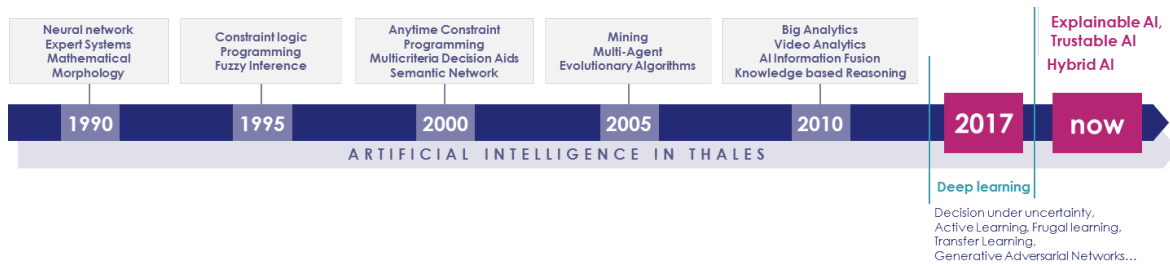 Neural network
Expert Systems
Mathematical
Morphology
Constraint logic
Programming
Fuzzy Inference
Anytime Constraint
Programming
Multicriteria Decision Aids
Semantic Network
Mining
Multi-Agent
Evolutionary Algorithms
Big Analytics
Video Analytics
AI Information Fusion
Knowledge based Reasoning
Explainable AI,
Trustable AI
Hybrid AI
1990
1995
2000
2005
2010
2017
now
ARTIFICIAL INTELLIGENCE IN THALES
Deep learning
Decision under uncertainty,
Active Learning, Frugal learning,
Transfer Learning,
Generative Adversarial Networks...